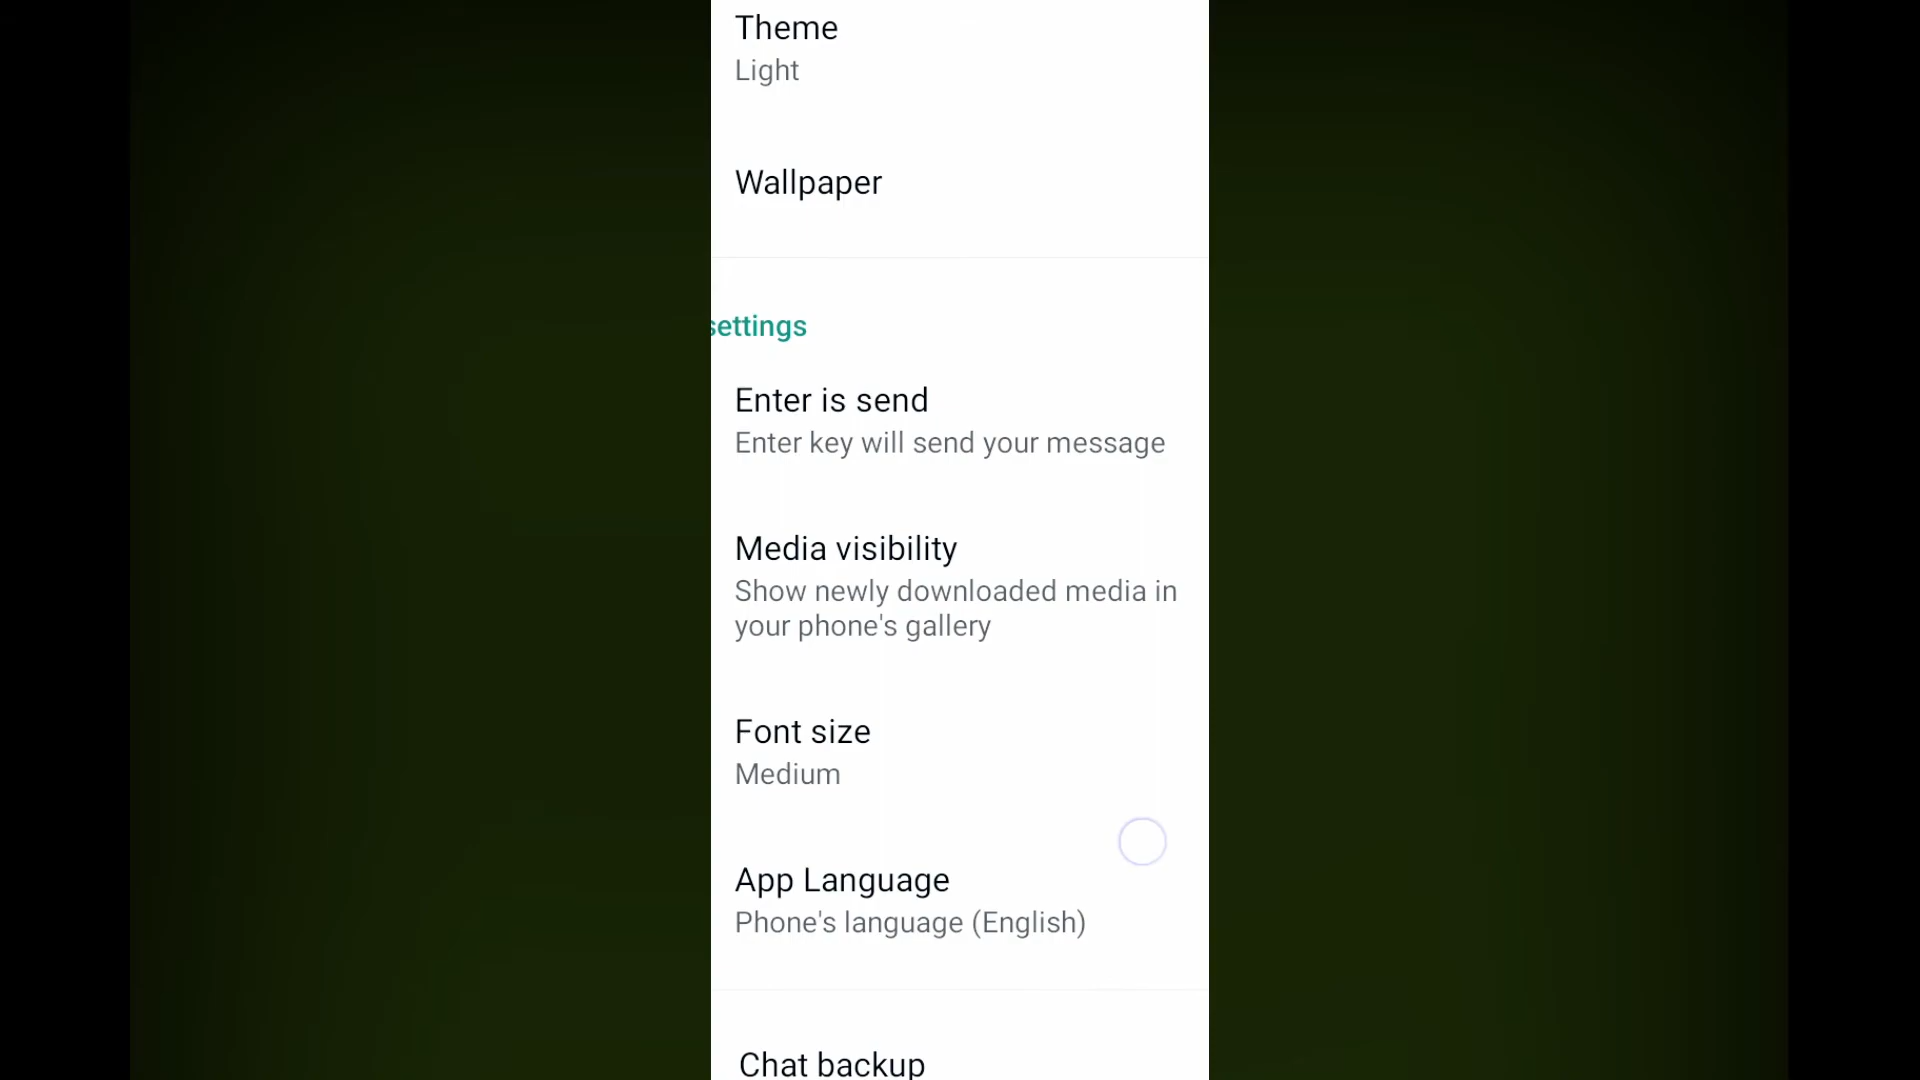 Theme
Light
Wallpaper
settings
Enter is send
Enter key will send your message
Media visibility
Show newly downloaded media in
your phone's gallery
Font size
Medium
App Language
Phone's language (English)
Chat backup